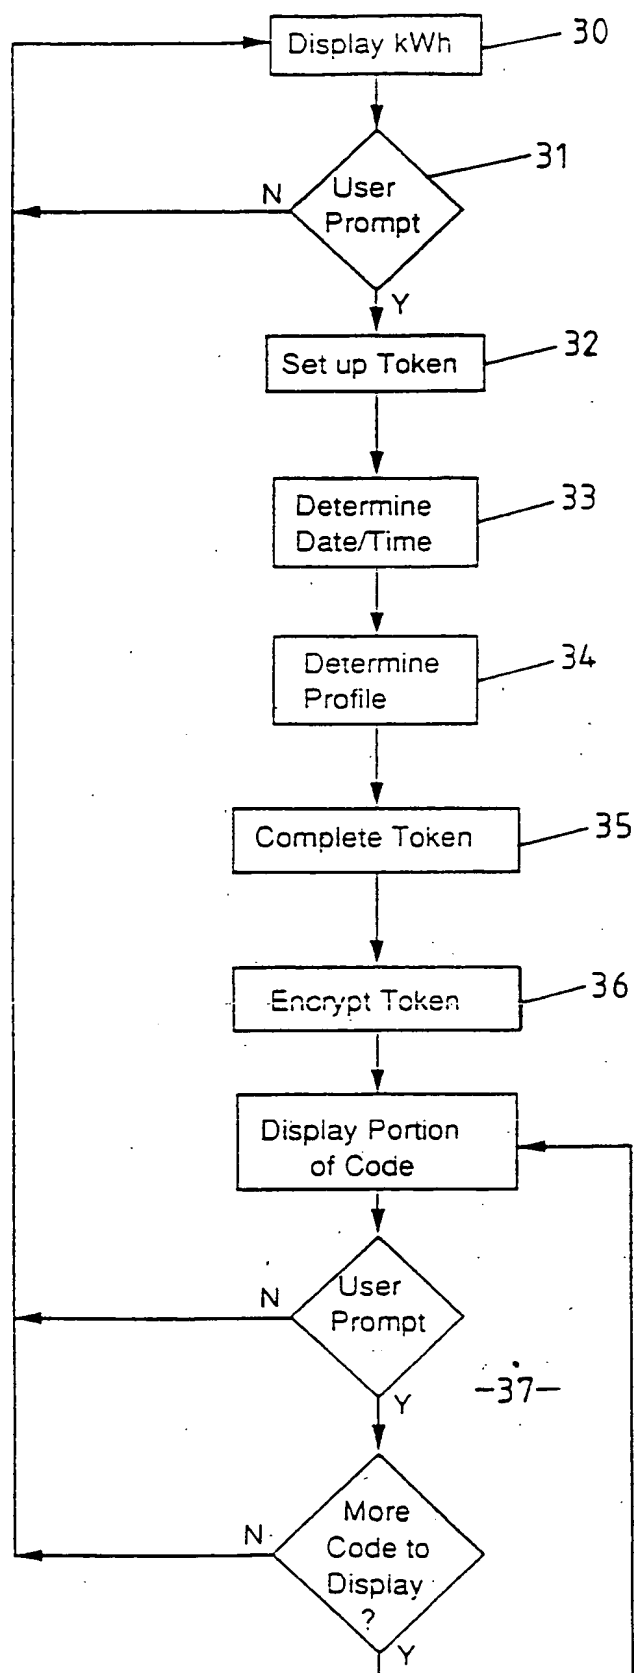 Display kWh
30
31
User
Prompt
N
Y
Set up Token
32
Determine
Date/Time
33
Determine
Profile
34
Complete Token
35
Encrypt Token
36
Display Portion
of Code
User
Prompt
N
Y
-37-
More
Code to
Display
?
N
Y